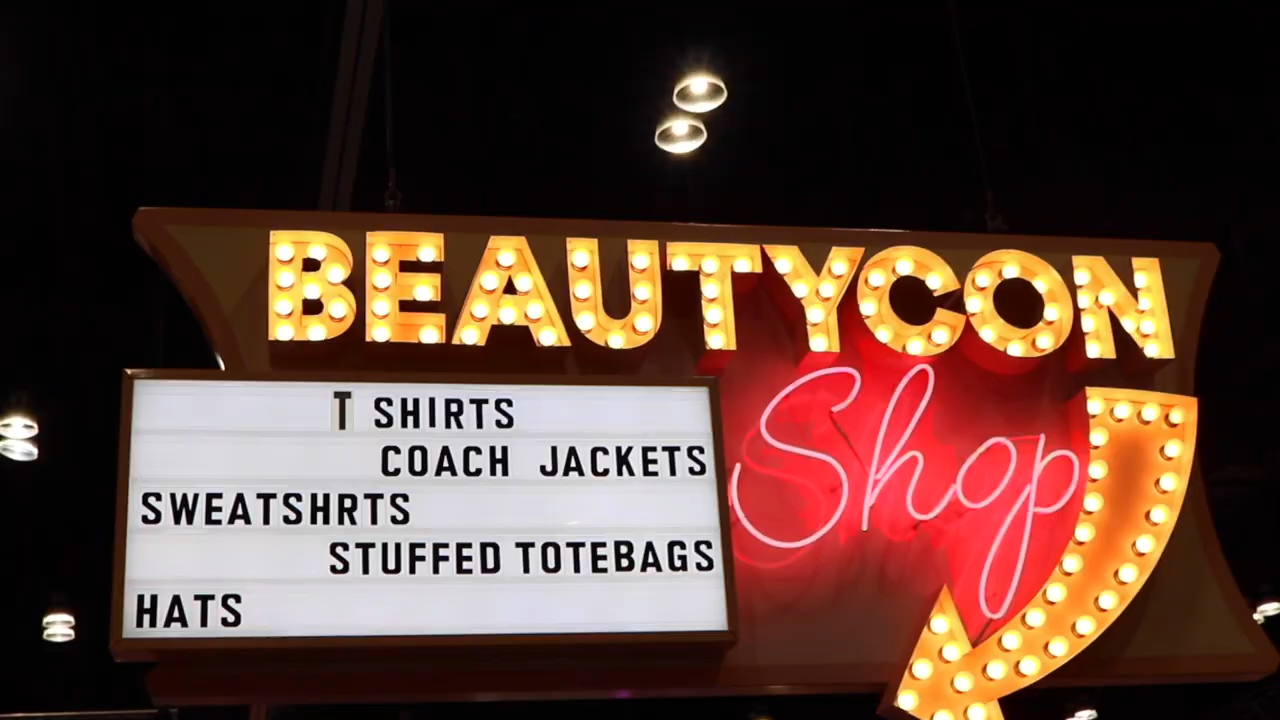 BEAUTYCON
Shop
T SHIRTS
COACH JACKETS
SWEATSHRTS
STUFFED TOTEBAGS
HATS